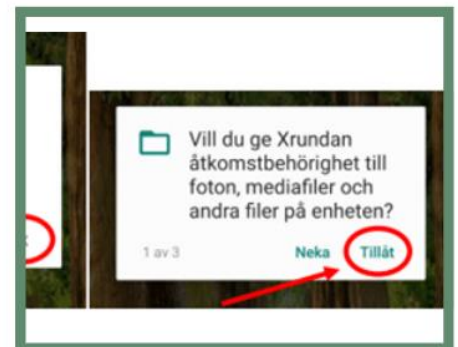 Vill du ge Xrundan
åtkomstbehörighet till
foton, mediafiler och
andra filer på enheten?
1 av 3 Neka Tillåt